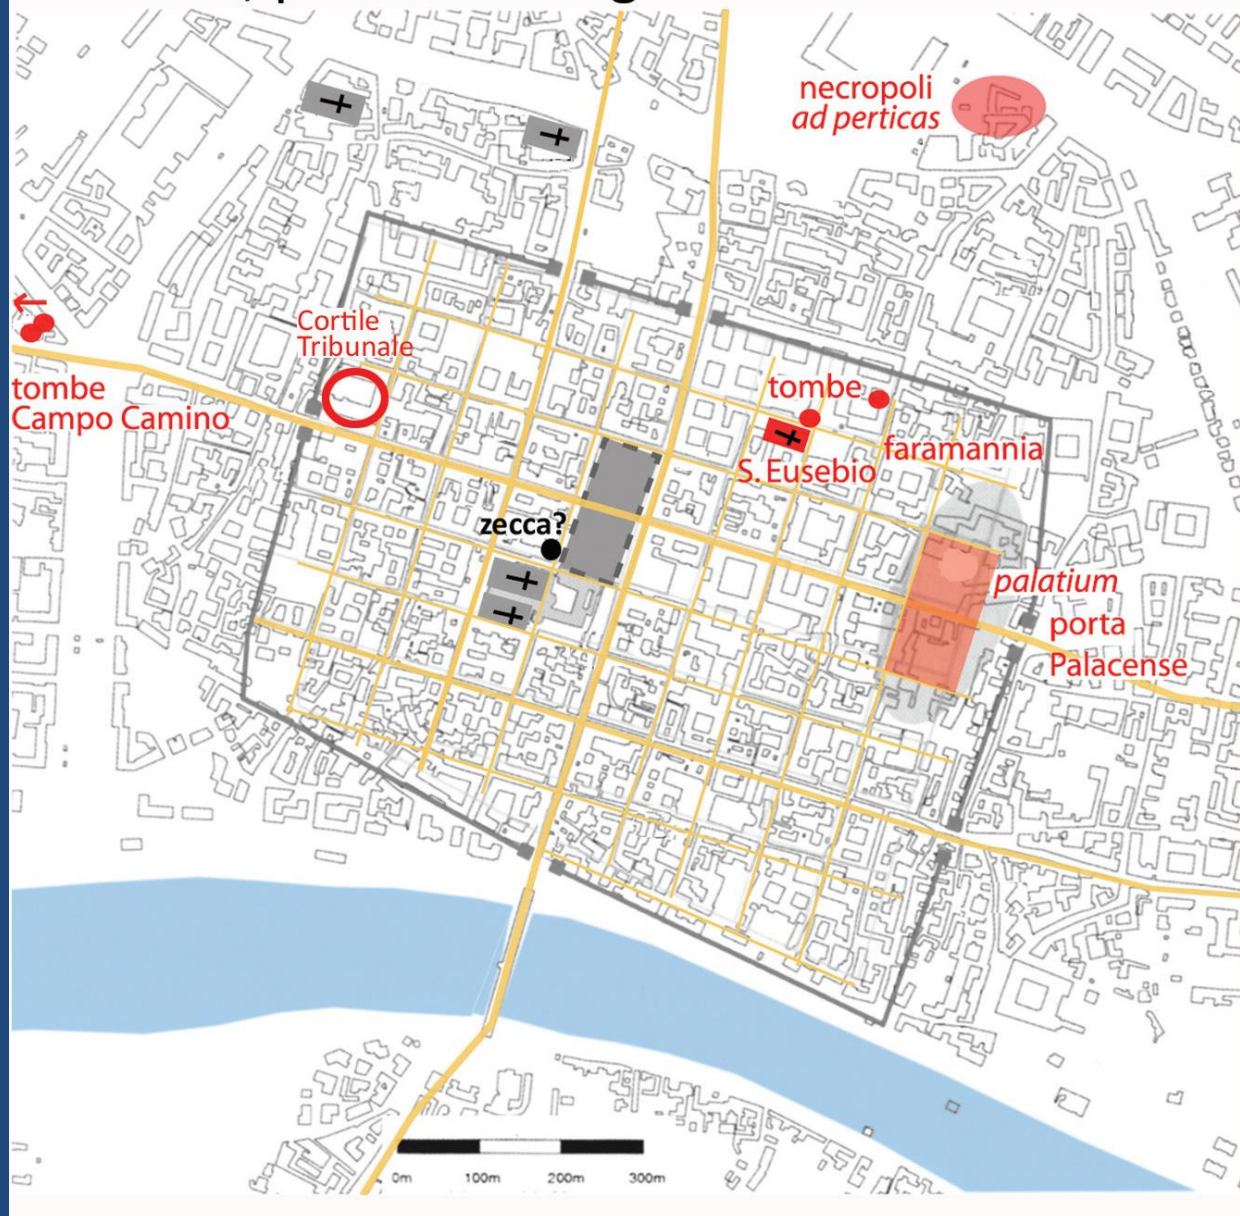 necropoli
ad perticas
Cortile
Tribunale
tombe
Campo Camino
tombe
faramannia
S. Eusebio
zecca?
palatium
porta
Palacense
0m 100m 200m 300m